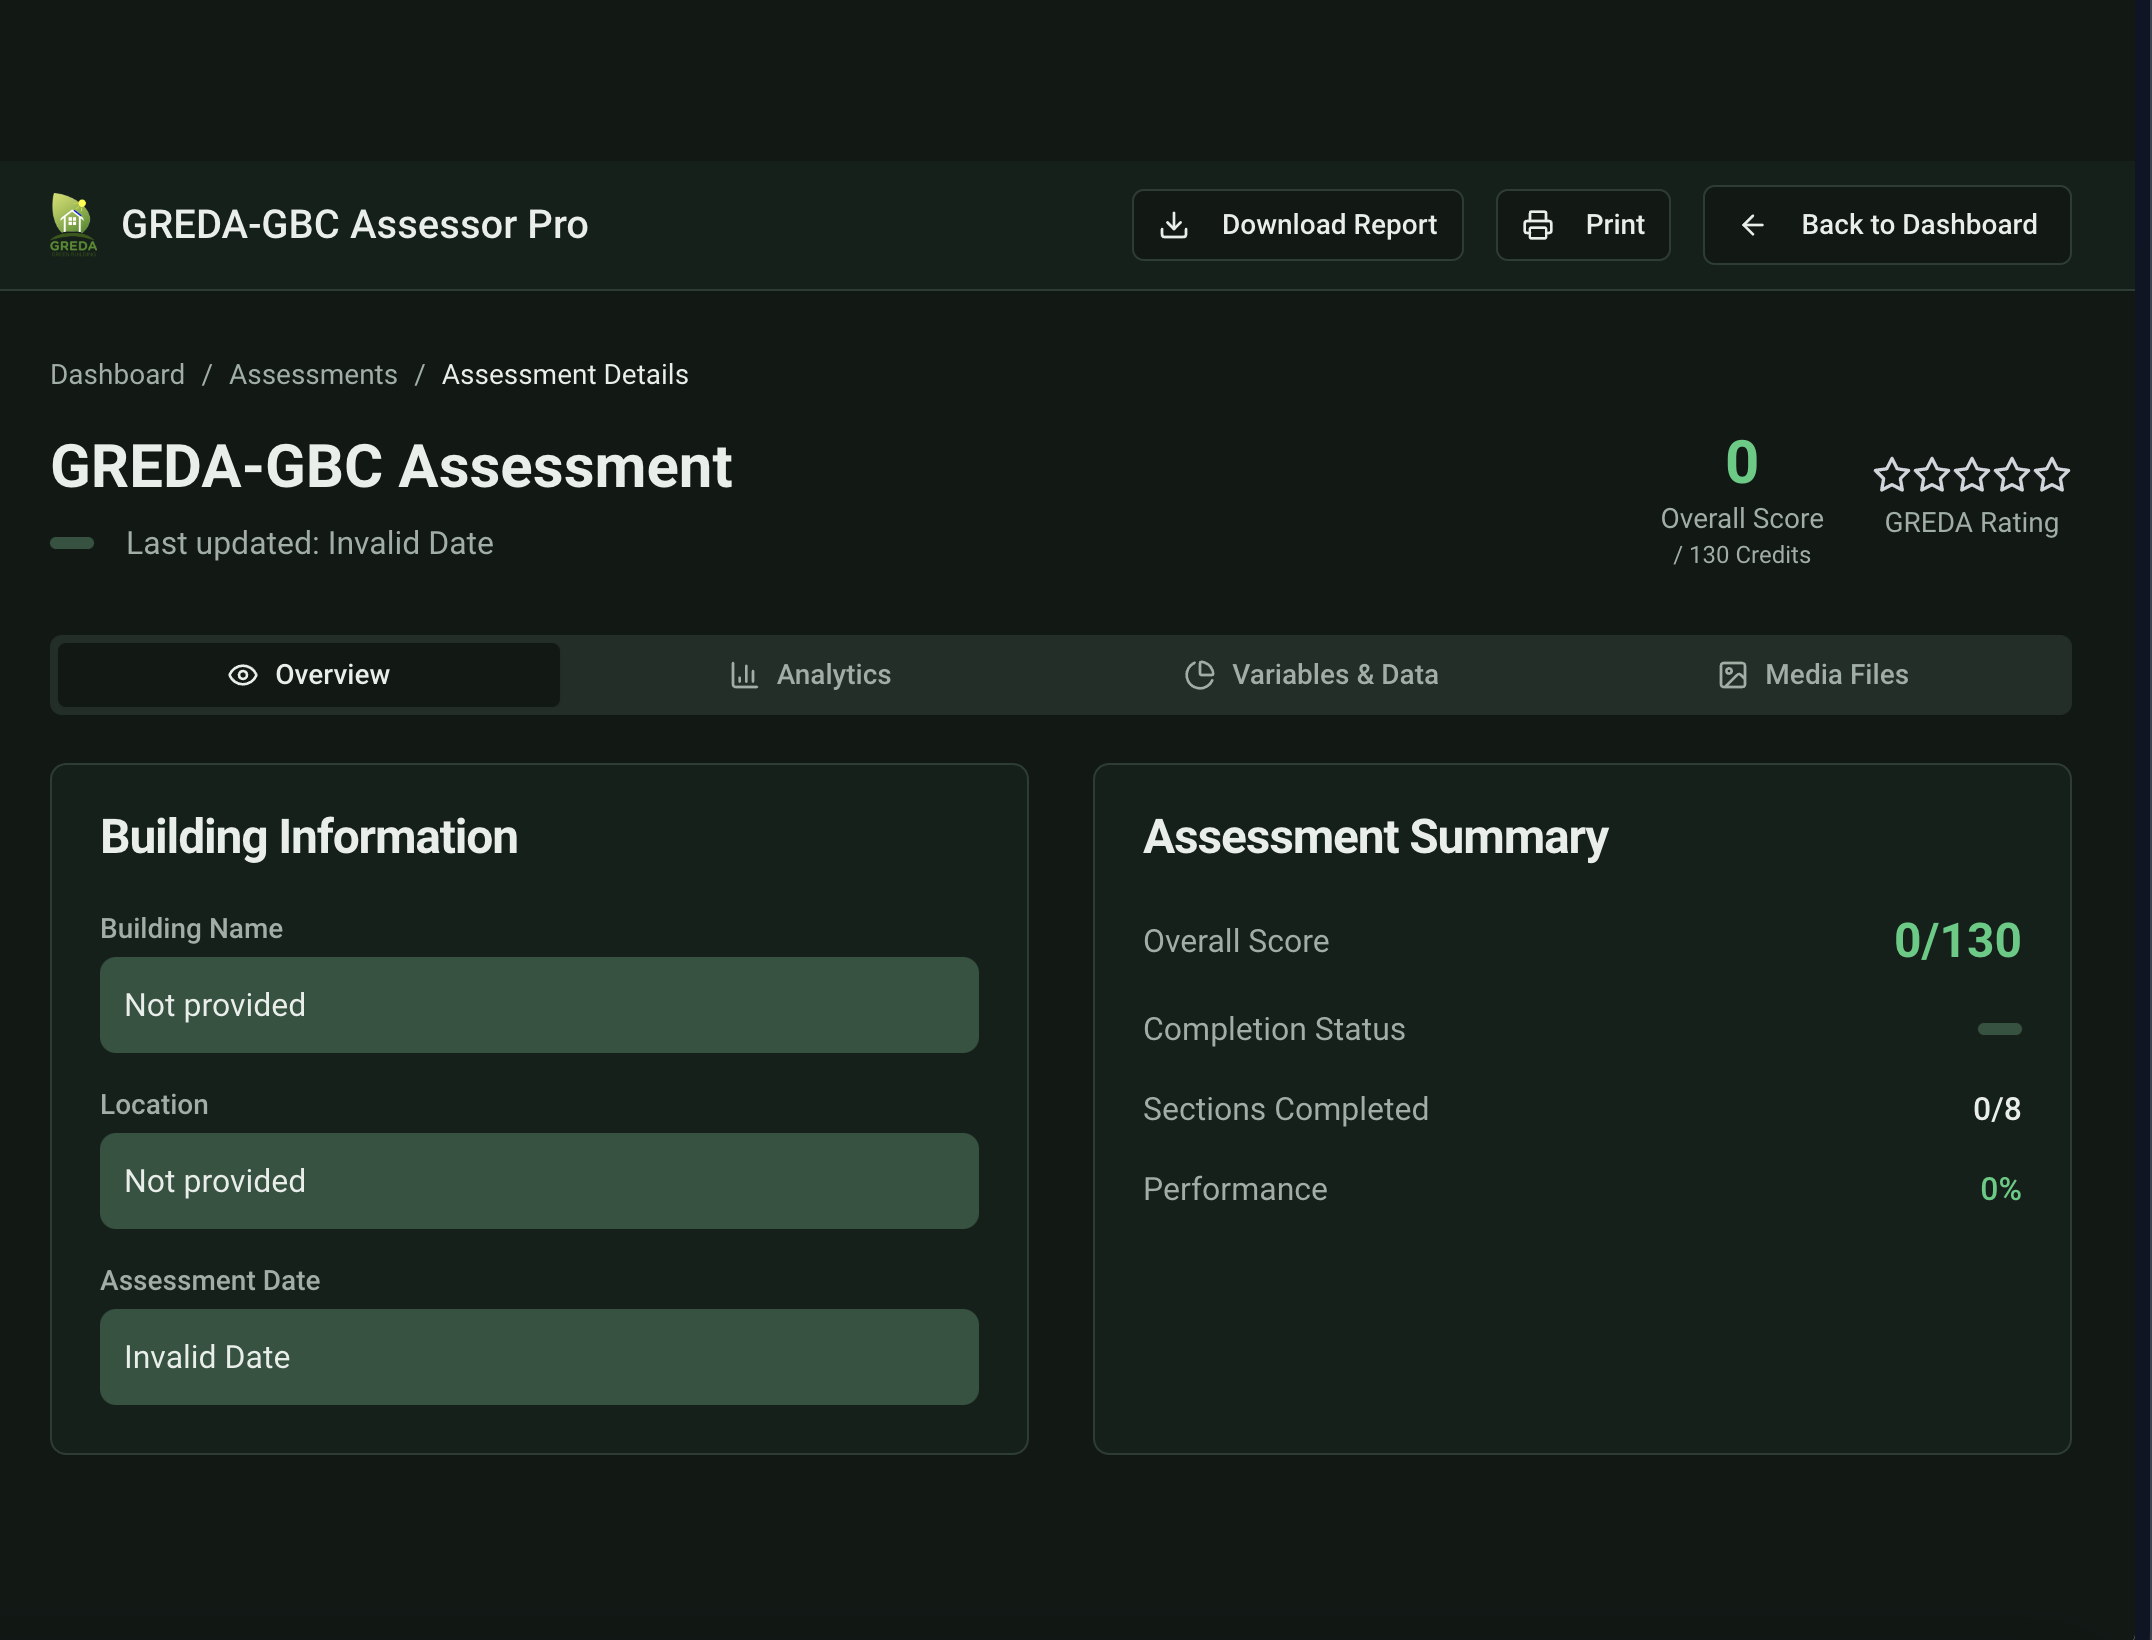 GREDA
GREDA-GBC Assessor Pro
Download Report
Print
Back to Dashboard
Dashboard / Assessments / Assessment Details
GREDA-GBC Assessment
Last updated: Invalid Date
0
Overall Score
/ 130 Credits
GREDA Rating
Overview
Analytics
Variables & Data
Media Files
Building Information
Building Name
Not provided
Location
Not provided
Assessment Date
Invalid Date
Assessment Summary
Overall Score 0/130
Completion Status
Sections Completed 0/8
Performance 0%